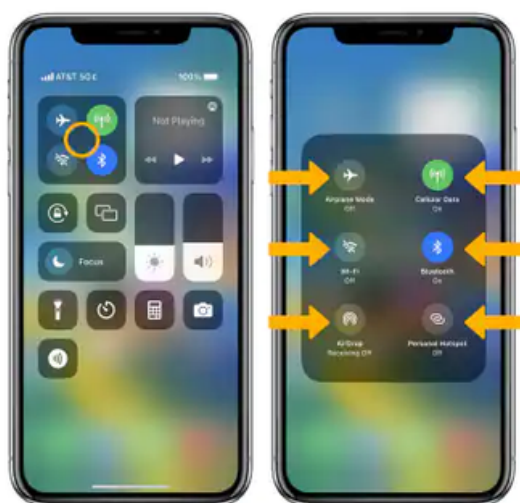 AT&T 5G E
100%
Not Playing
Focus
Airplane Mode
Off
Cellular Data
On
Wi-Fi
Off
Bluetooth
On
AirDrop
Receiving Off
Personal Hotspot
Off